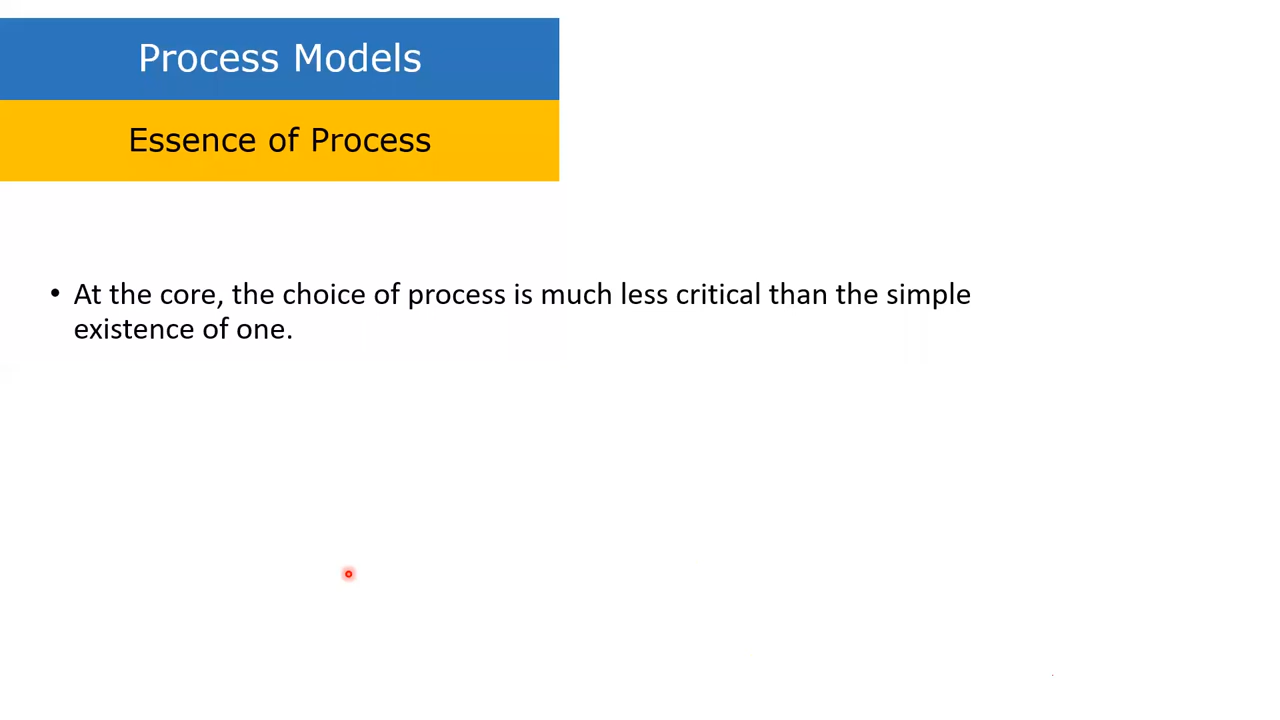 Process Models
Essence of Process
• At the core, the choice of process is much less critical than the simple
existence of one.